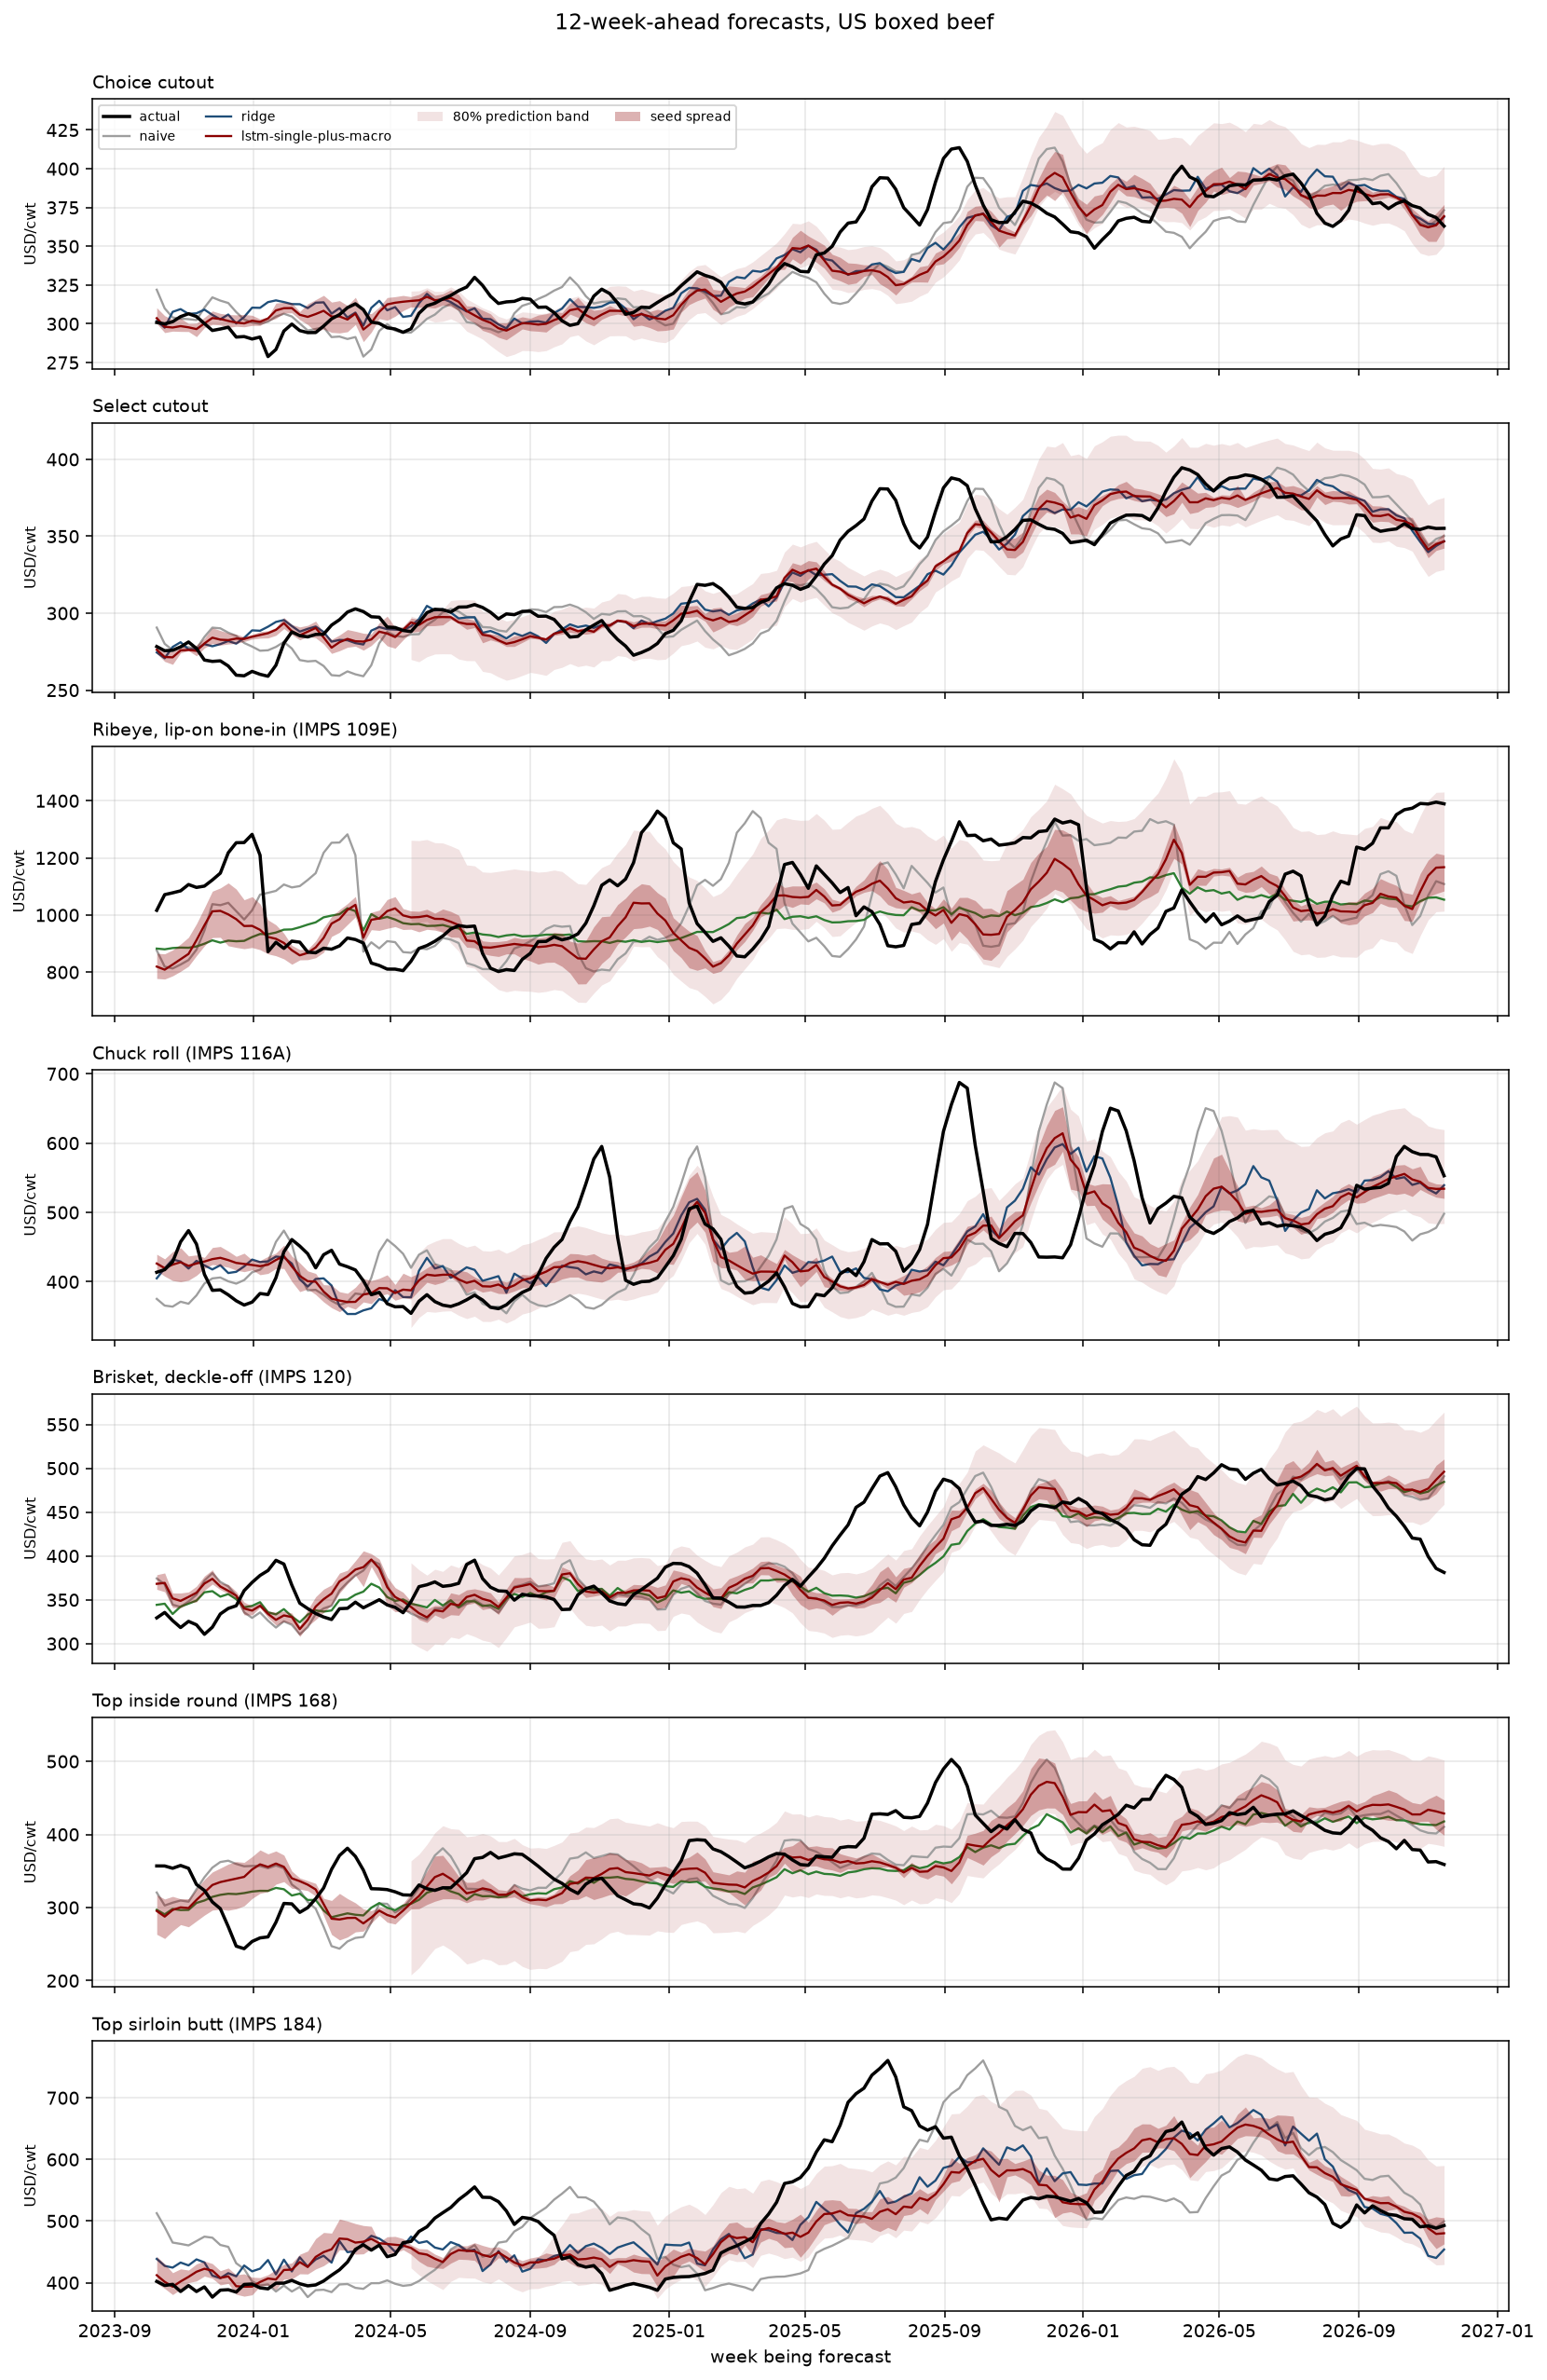 12-week-ahead forecasts, US boxed beef
Choice cutout
actual
naive
ridge
lstm-single-plus-macro
80% prediction band
seed spread
USD/cwt
425
400
375
350
325
300
275
Select cutout
USD/cwt
400
350
300
250
Ribeye, lip-on bone-in (IMPS 109E)
USD/cwt
1400
1200
1000
800
Chuck roll (IMPS 116A)
USD/cwt
700
600
500
400
Brisket, deckle-off (IMPS 120)
USD/cwt
550
500
450
400
350
300
Top inside round (IMPS 168)
USD/cwt
500
400
300
200
Top sirloin butt (IMPS 184)
USD/cwt
700
600
500
400
2023-09 2024-01 2024-05 2024-09 2025-01 2025-05 2025-09 2026-01 2026-05 2026-09 2027-01
week being forecast